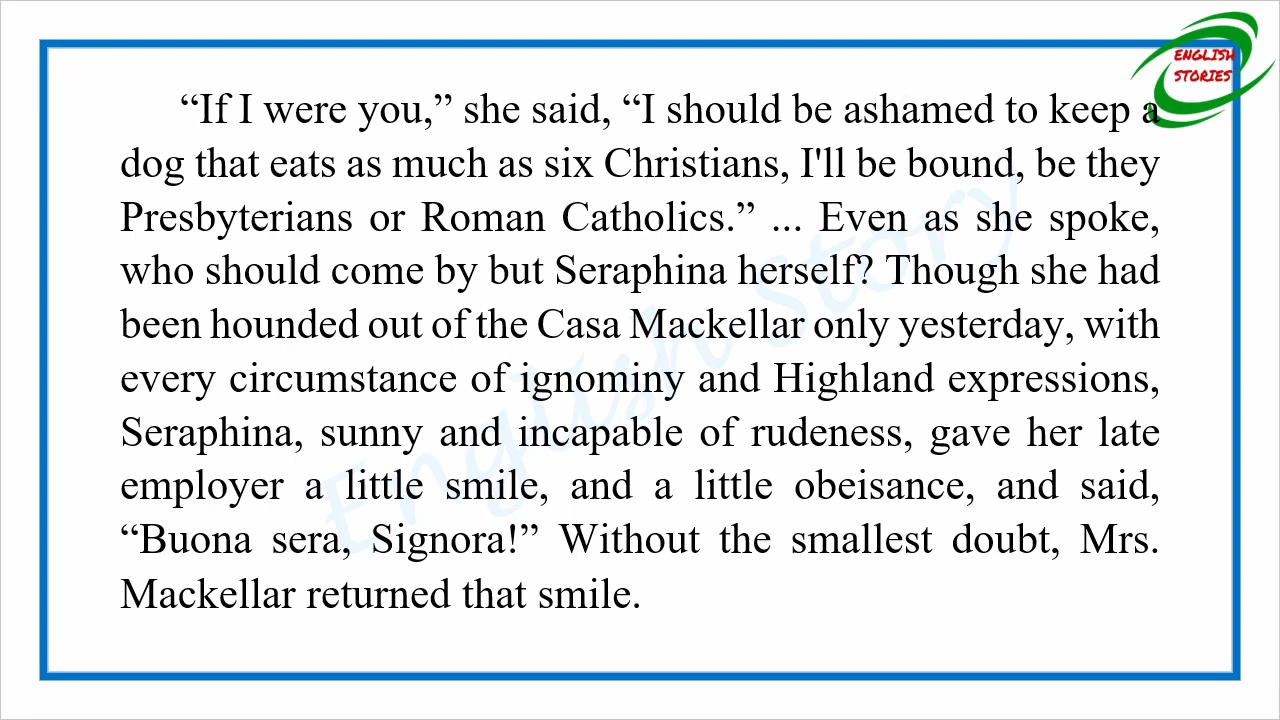 ENGLISH
STORIES
“If I were you,” she said, “I should be ashamed to keep a
dog that eats as much as six Christians, I'll be bound, be they
Presbyterians or Roman Catholics.” ... Even as she spoke,
who should come by but Seraphina herself? Though she had
been hounded out of the Casa Mackellar only yesterday, with
every circumstance of ignominy and Highland expressions,
Seraphina, sunny and incapable of rudeness, gave her late
employer a little smile, and a little obeisance, and said,
“Buona sera, Signora!” Without the smallest doubt, Mrs.
Mackellar returned that smile.
English Story